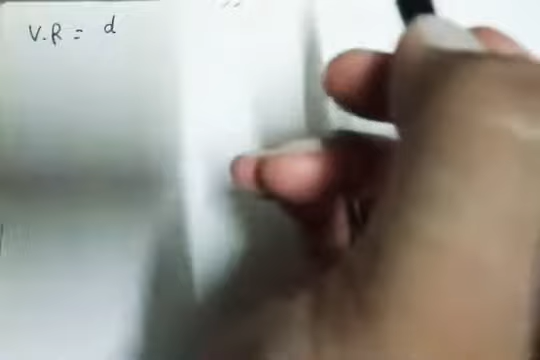 V.R = d